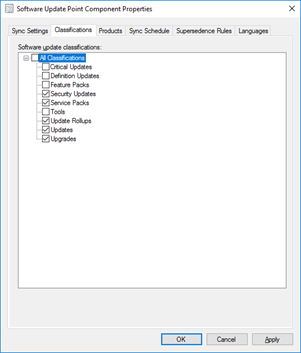 Software Update Point Component Properties
Sync Settings Classifications Products Sync Schedule Supersedence Rules Languages
Software update classifications:
All Classifications
Critical Updates
Definition Updates
Feature Packs
Security Updates
Service Packs
Tools
Update Rollups
Updates
Upgrades
OK Cancel Apply